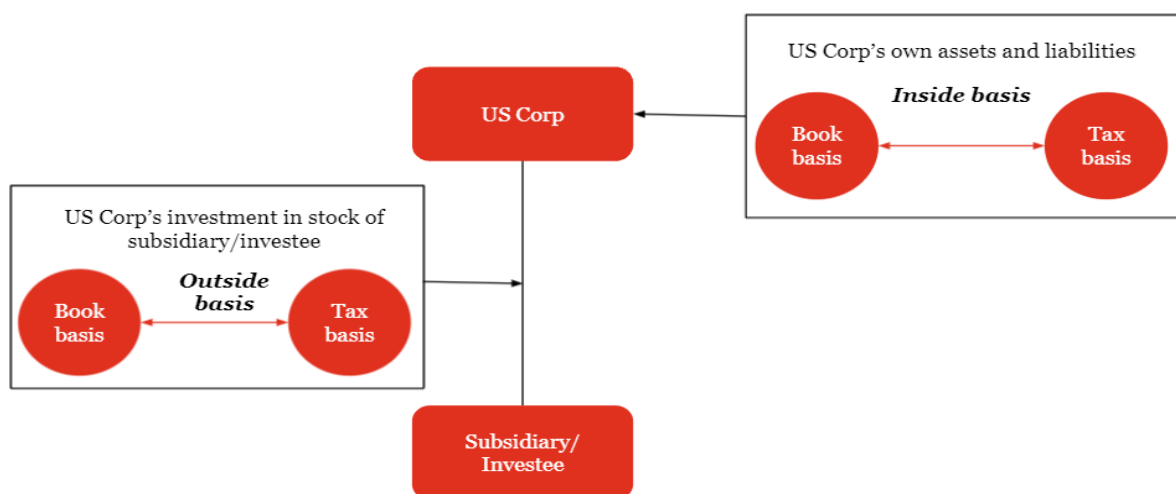 US Corp's own assets and liabilities
Inside basis
Book
basis
Tax
basis
US Corp
US Corp's investment in stock of
subsidiary/investee
Outside
basis
Book
basis
Tax
basis
Subsidiary/
Investee